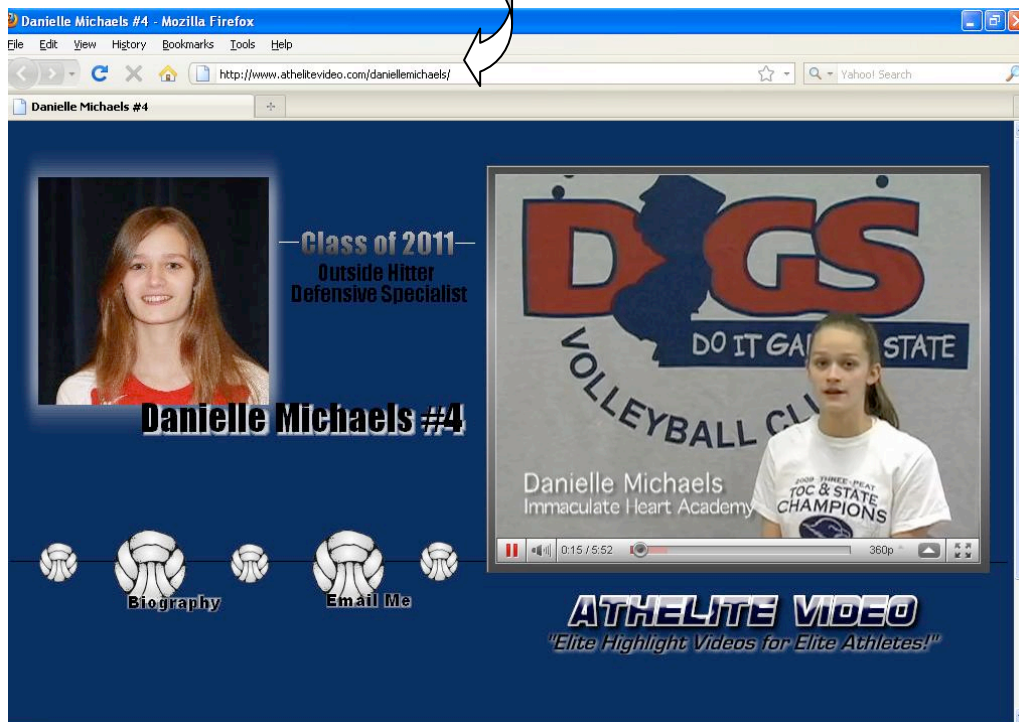 Danielle Michaels #4 - Mozilla Firefox
File Edit View History Bookmarks Tools Help
http://www.athelitevideo.com/daniellemichaels/
Yahoo! Search
Danielle Michaels #4
Class of 2011
Outside Hitter
Defensive Specialist
Danielle Michaels #4
Biography
Email Me
D GS
DO IT GA STATE
VOLLEYBALL CLU
2009 THREE-PEAT
TOC & STATE
CHAMPIONS
Danielle Michaels
Immaculate Heart Academy
0:15 / 5:52 360p
ATHELITE VIDEO
"Elite Highlight Videos for Elite Athletes!"